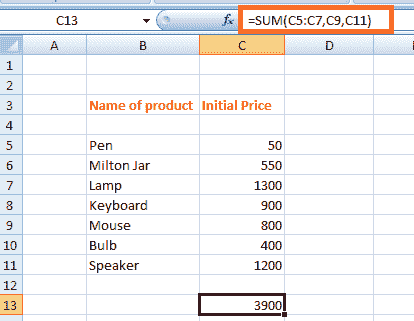 C13 fx =SUM(C5:C7,C9,C11)
A B C D
1
2
3 Name of product Initial Price
4
5 Pen 50
6 Milton Jar 550
7 Lamp 1300
8 Keyboard 900
9 Mouse 800
10 Bulb 400
11 Speaker 1200
12
13 3900